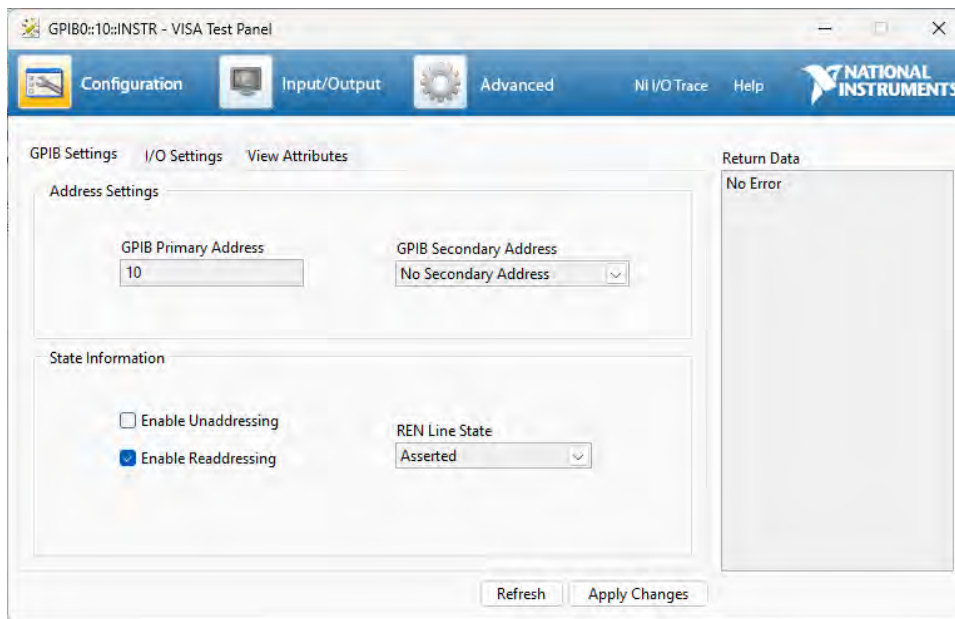 GPIB0::10::INSTR - VISA Test Panel
Configuration
Input/Output
Advanced
NI I/O Trace
Help
NATIONAL
INSTRUMENTS
GPIB Settings
I/O Settings
View Attributes
Return Data
No Error
Address Settings
GPIB Primary Address
10
GPIB Secondary Address
No Secondary Address
State Information
Enable Unaddressing
Enable Readdressing
REN Line State
Asserted
Refresh
Apply Changes